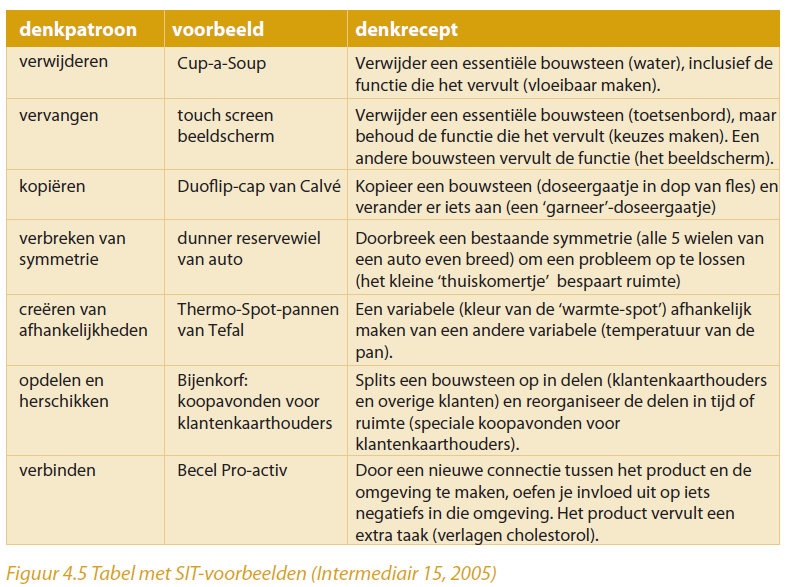 denkpatroon voorbeeld denkrecept
verwijderen Cup-a-Soup Verwijder een essentiële bouwsteen (water), inclusief de
functie die het vervult (vloeibaar maken).
vervangen touch screen Verwijder een essentiële bouwsteen (toetsenbord), maar
beeldscherm behoud de functie die het vervult (keuzes maken). Een
andere bouwsteen vervult de functie (het beeldscherm).
kopiëren Duoflip-cap van Calvé Kopieer een bouwsteen (doseergaatje in dop van fles) en
verander er iets aan (een ‘garneer’-doseergaatje)
verbreken van dunner reservewiel Doorbreek een bestaande symmetrie (alle 5 wielen van
symmetrie van auto een auto even breed) om een probleem op te lossen
(het kleine ‘thuiskomertje’ bespaart ruimte)
creëren van Thermo-Spot-pannen Een variabele (kleur van de ‘warmte-spot’) afhankelijk
afhankelijkheden van Tefal maken van een andere variabele (temperatuur van de
pan).
opdelen en Bijenkorf: Splits een bouwsteen op in delen (klantenkaarthouders
herschikken koopavonden voor en overige klanten) en reorganiseer de delen in tijd of
klantenkaarthouders ruimte (speciale koopavonden voor
klantenkaarthouders).
verbinden Becel Pro-activ Door een nieuwe connectie tussen het product en de
omgeving te maken, oefen je invloed uit op iets
negatiefs in die omgeving. Het product vervult een
extra taak (verlagen cholestorol).
Figuur 4.5 Tabel met SIT-voorbeelden (Intermediair 15, 2005)